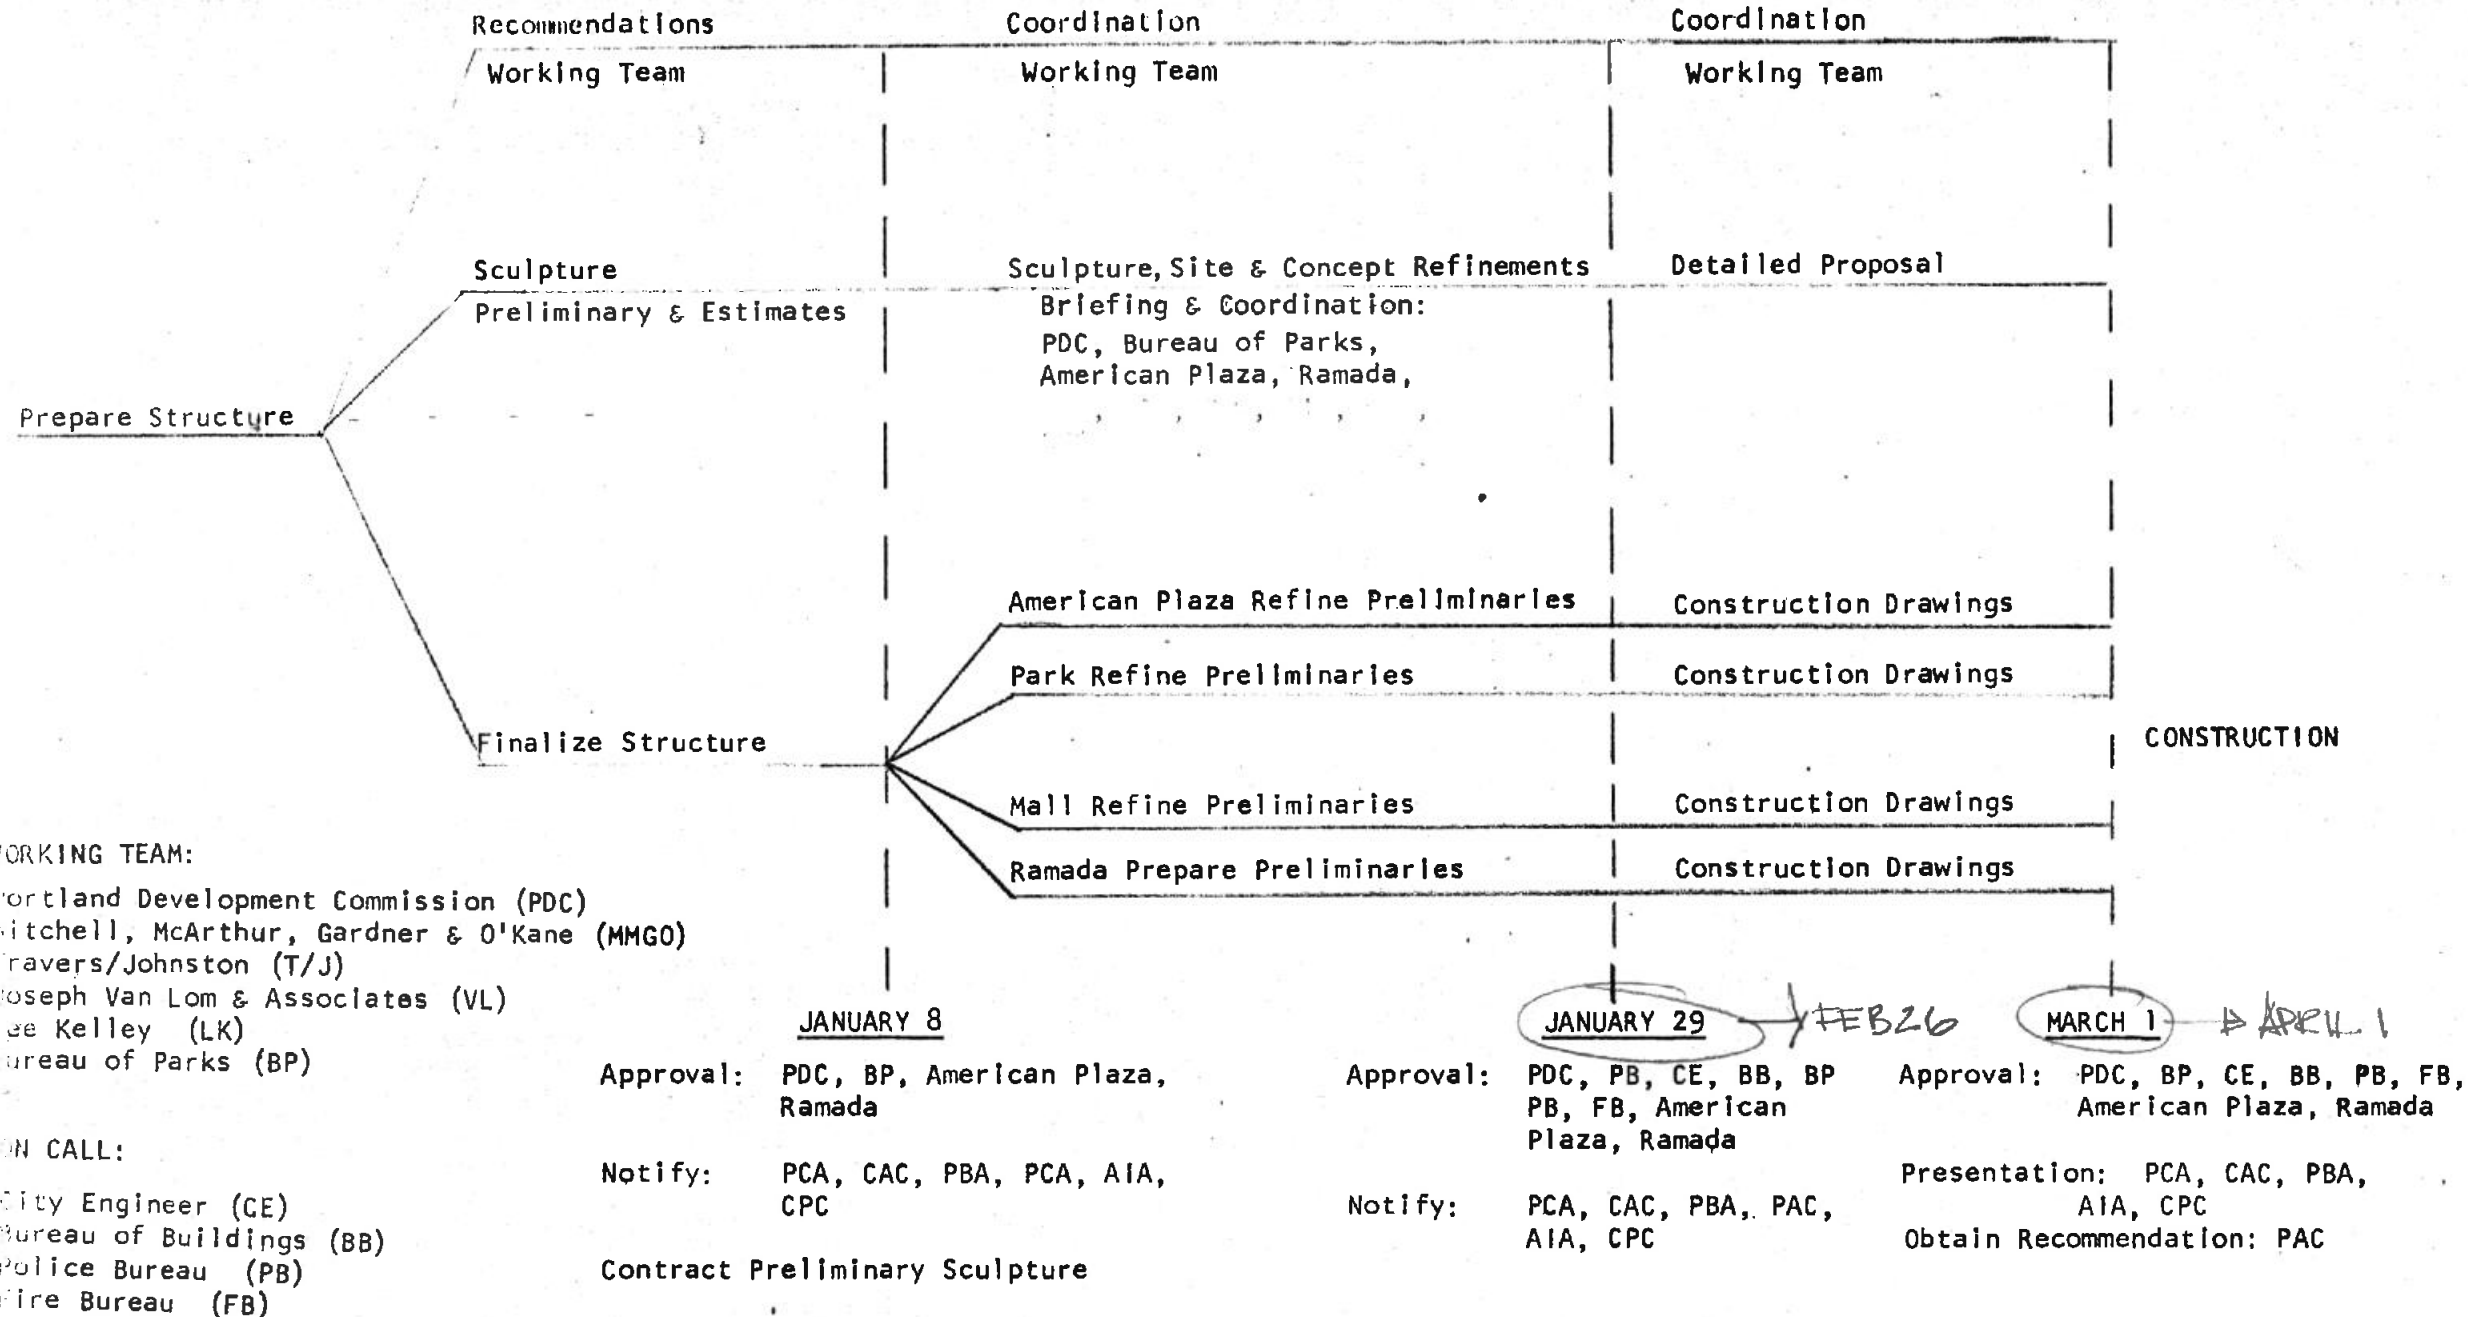 Recommendations
Working Team
Coordination
Working Team
Coordination
Working Team
Sculpture
Preliminary & Estimates
Sculpture, Site & Concept Refinements
Briefing & Coordination:
PDC, Bureau of Parks,
American Plaza, Ramada,
Detailed Proposal
Prepare Structure
American Plaza Refine Preliminaries
Construction Drawings
Park Refine Preliminaries
Construction Drawings
Finalize Structure
CONSTRUCTION
Mall Refine Preliminaries
Construction Drawings
Ramada Prepare Preliminaries
Construction Drawings
ORKING TEAM:
ortland Development Commission (PDC)
itchell, McArthur, Gardner & O'Kane (MMGO)
ravers/Johnston (T/J)
oseph Van Lom & Associates (VL)
ee Kelley (LK)
ureau of Parks (BP)
N CALL:
ity Engineer (CE)
ureau of Buildings (BB)
olice Bureau (PB)
ire Bureau (FB)
JANUARY 8
Approval: PDC, BP, American Plaza,
Ramada
Notify: PCA, CAC, PBA, PCA, AIA,
CPC
Contract Preliminary Sculpture
JANUARY 29 FEB 26
Approval: PDC, PB, CE, BB, BP
PB, FB, American
Plaza, Ramada
Notify: PCA, CAC, PBA, PAC,
AIA, CPC
MARCH 1 APRIL 1
Approval: PDC, BP, CE, BB, PB, FB,
American Plaza, Ramada
Presentation: PCA, CAC, PBA,
AIA, CPC
Obtain Recommendation: PAC